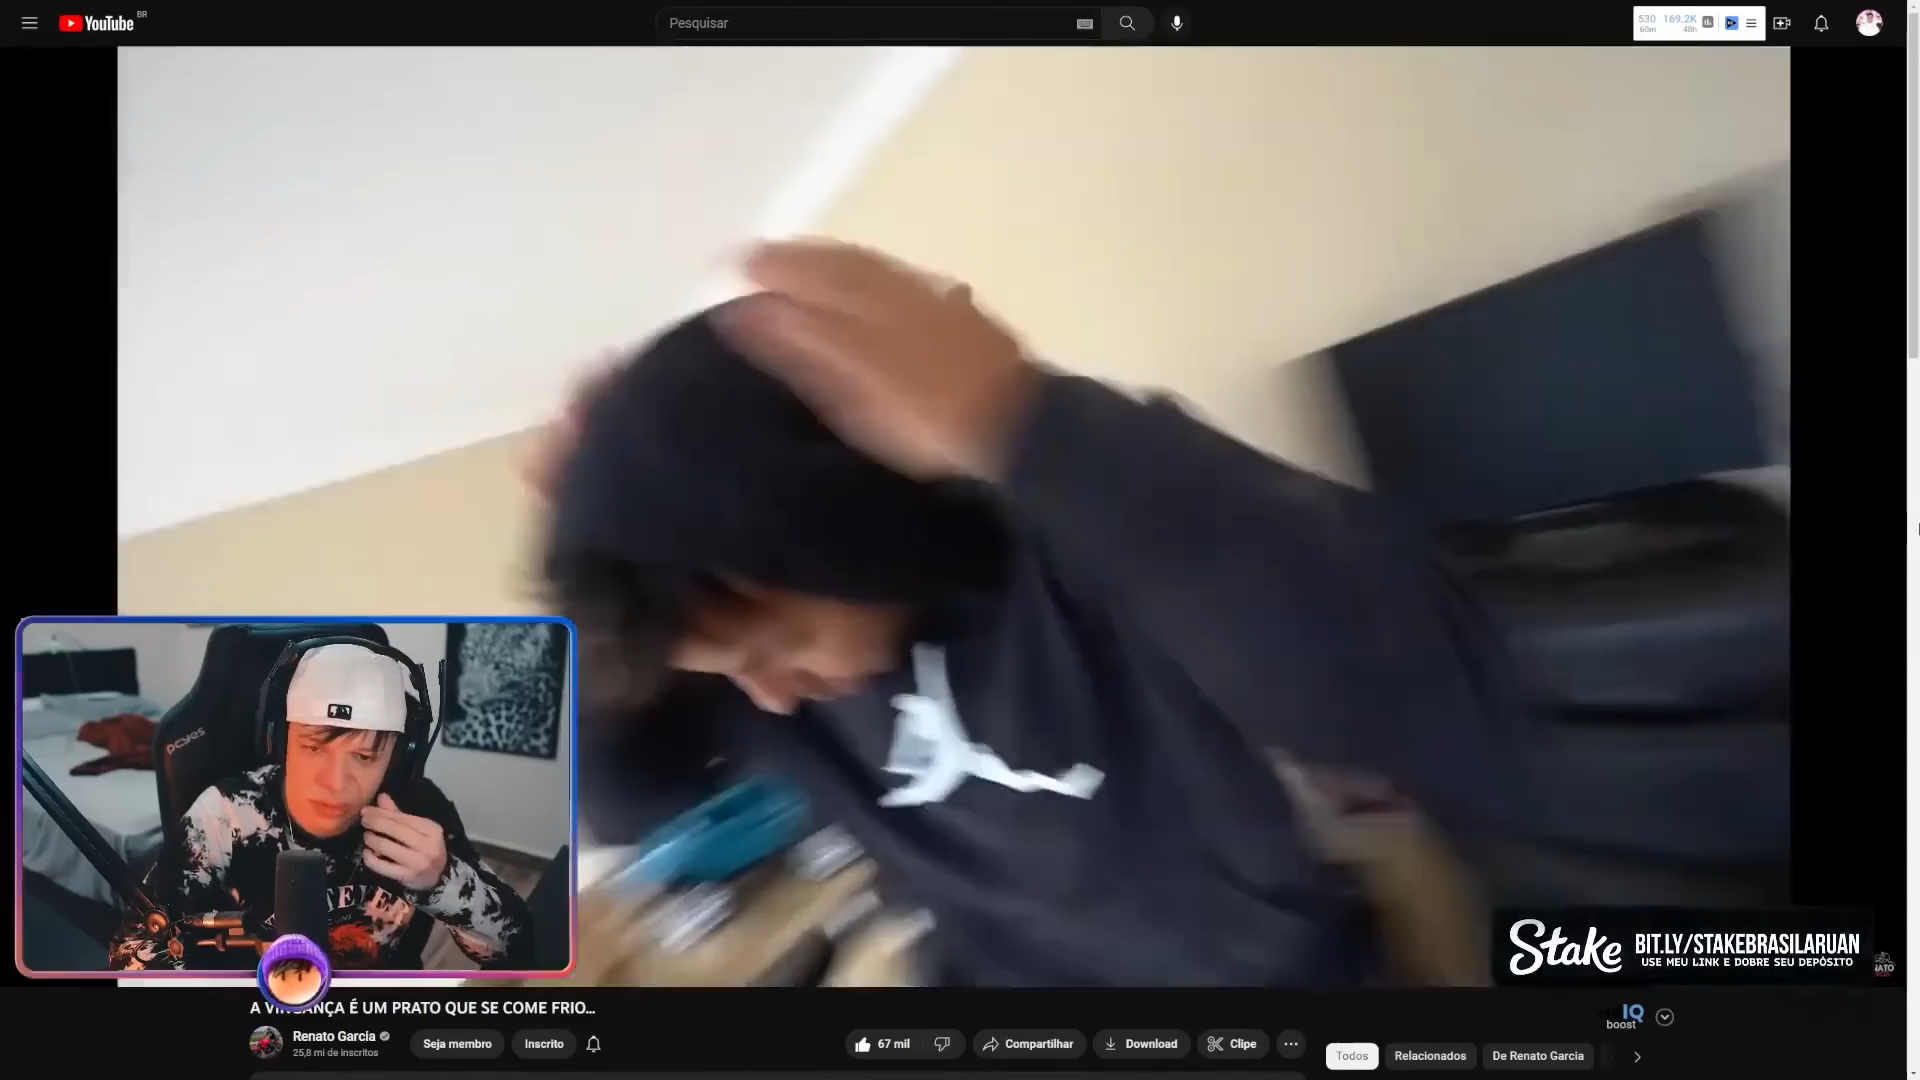 YouTube BR
Pesquisar
530 169.2K
60m 48h
pcyes
Stake
BIT.LY/STAKEBRASILARUAN
USE MEU LINK E DOBRE SEU DEPÓSITO
A VINGANÇA É UM PRATO QUE SE COME FRIO...
IQ
boost
Renato Garcia
25,8 mi de inscritos
Seja membro
Inscrito
67 mil
Compartilhar
Download
Clipe
Todos
Relacionados
De Renato Garcia